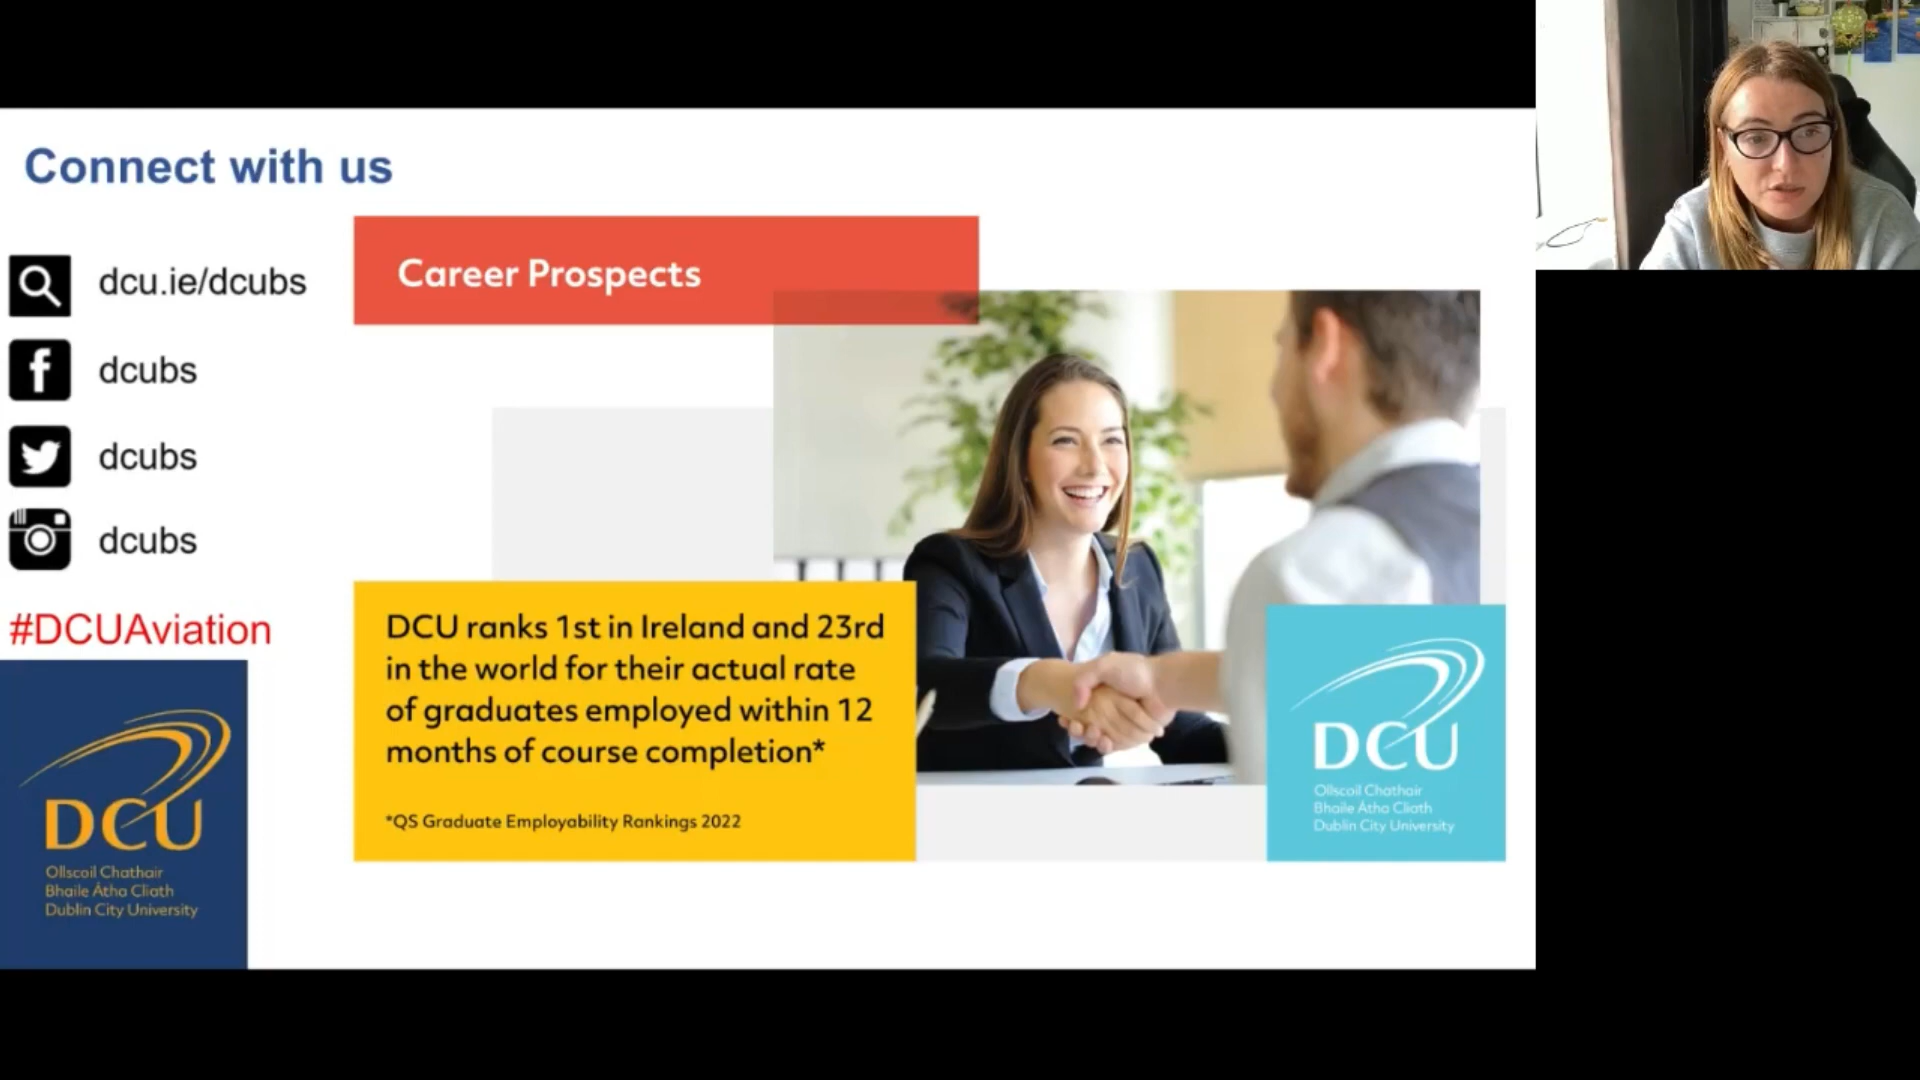 Connect with us
dcu.ie/dcubs
dcubs
dcubs
dcubs
#DCUAviation
DCU
Ollscoil Chathair
Bhaile Átha Cliath
Dublin City University
Career Prospects
DCU ranks 1st in Ireland and 23rd
in the world for their actual rate
of graduates employed within 12
months of course completion*
*QS Graduate Employability Rankings 2022
DCU
Ollscoil Chathair
Bhaile Átha Cliath
Dublin City University